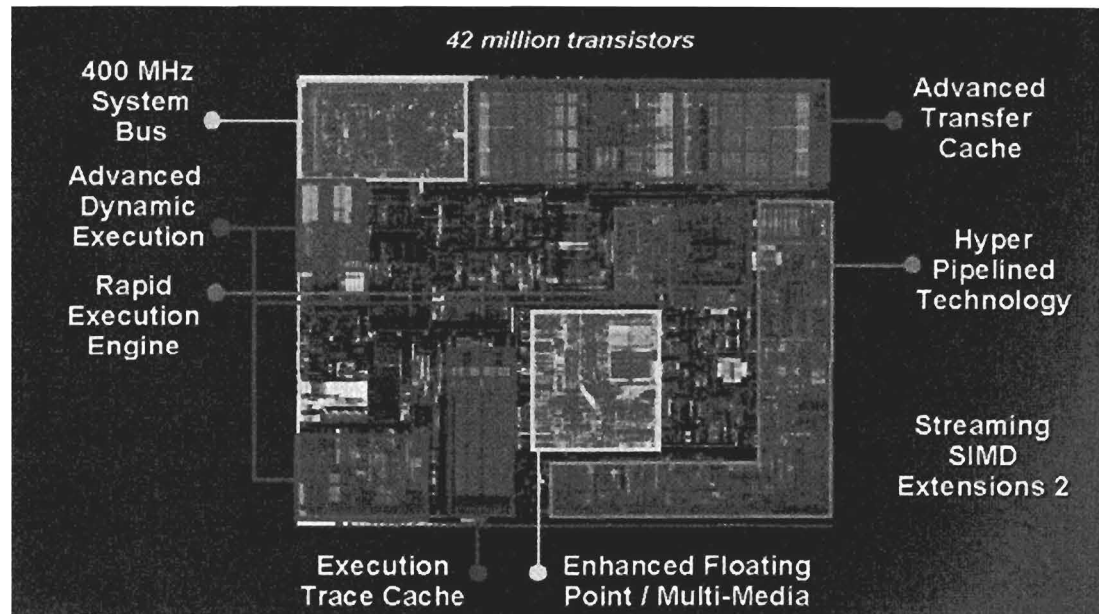 42 million transistors
400 MHz
System
Bus
Advanced
Dynamic
Execution
Rapid
Execution
Engine
Advanced
Transfer
Cache
Hyper
Pipelined
Technology
Streaming
SIMD
Extensions 2
Execution
Trace Cache
Enhanced Floating
Point / Multi-Media